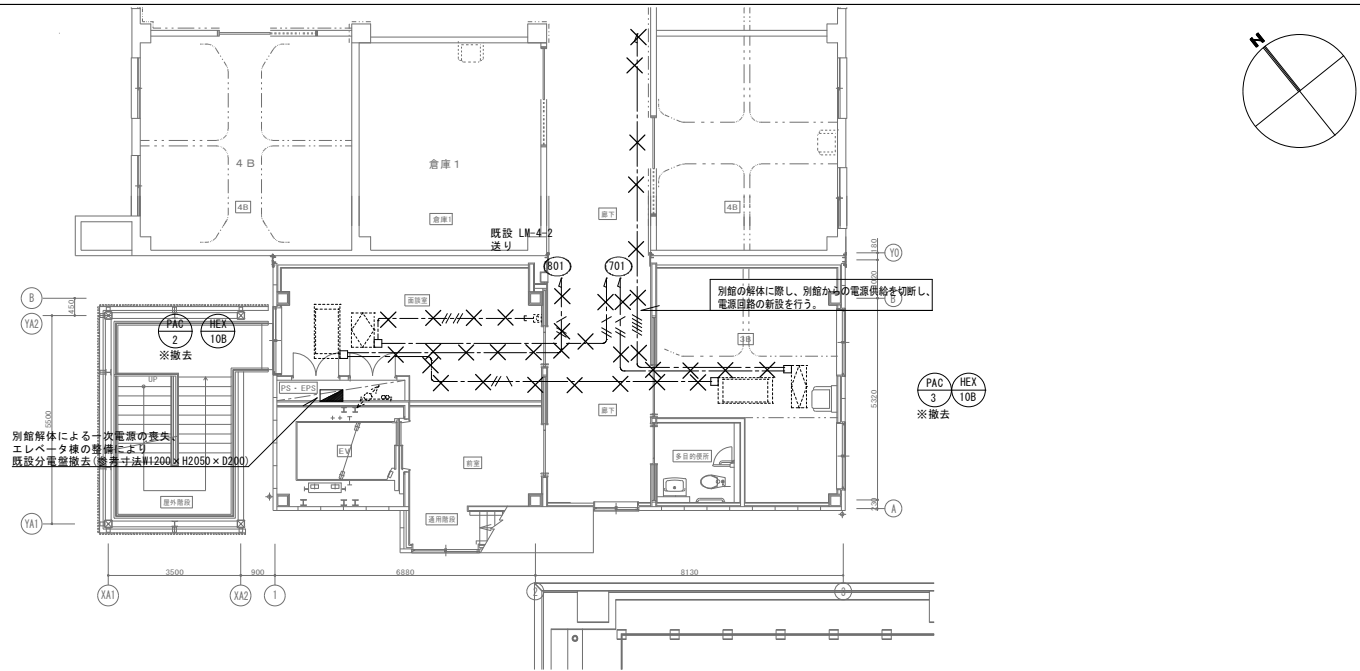 N
4B
倉庫1
4B
倉庫1
廊下
4B
既設 LM-4-2
送り
801
701
180
Y0
B
450
YA2
面談室
別館の解体に際し、別館からの電源供給を切断し、
電源回路の新設を行う。
B
PAC
2
HEX
10B
※撤去
3B
UP
PS・EPS
PAC
3
HEX
10B
※撤去
5500
5320
別館解体による一次電源の喪失、
エレベータ棟の整備により
既設分電盤撤去(参考寸法W1200×H2050×D200)
EV
廊下
前室
多目的便所
屋外階段
230
YA1
通用階段
A
3500
900
6880
8130
XA1
XA2
1
2
3